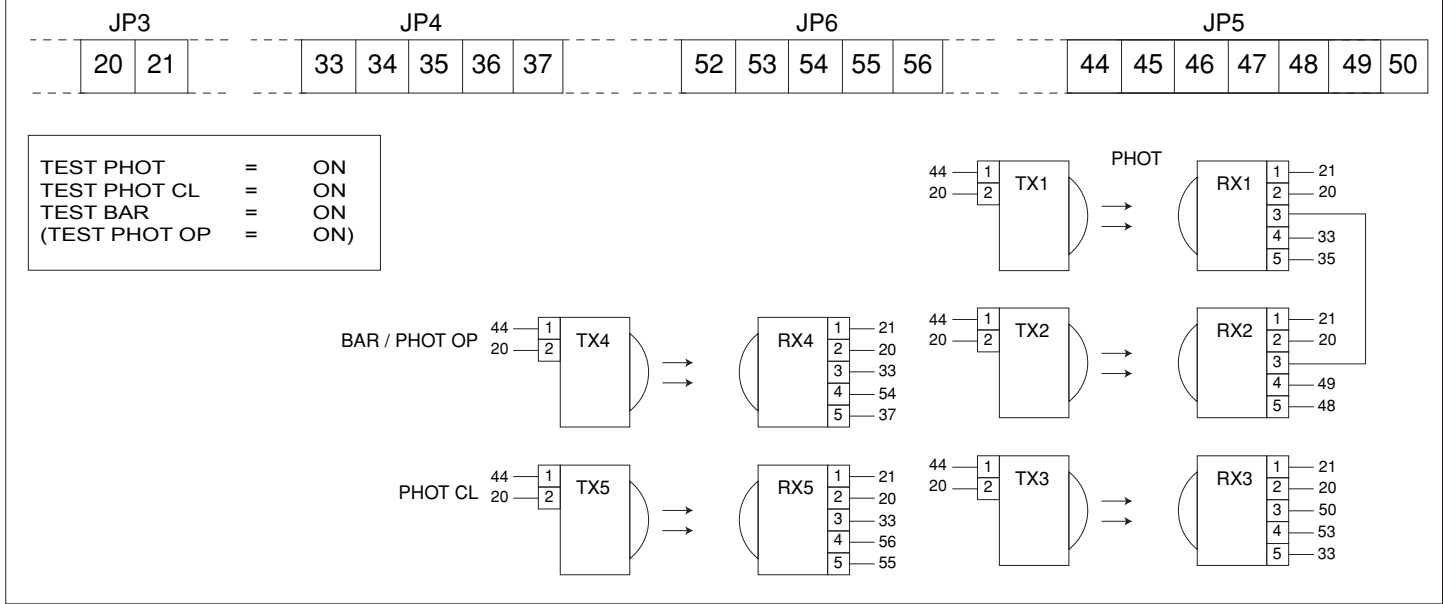 JP3 JP4 JP6 JP5
20 21 33 34 35 36 37 52 53 54 55 56 44 45 46 47 48 49 50
TEST PHOT = ON
TEST PHOT CL = ON
TEST BAR = ON
(TEST PHOT OP = ON)
PHOT
44 1 TX1 RX1 1 21
20 2 2 20
3
4 33
5 35
BAR / PHOT OP
44 1 TX4 RX4 1 21
20 2 2 20
3 33
4 54
5 37
44 1 TX2 RX2 1 21
20 2 2 20
3
4 49
5 48
PHOT CL
44 1 TX5 RX5 1 21
20 2 2 20
3 33
4 56
5 55
44 1 TX3 RX3 1 21
20 2 2 20
3 50
4 53
5 33